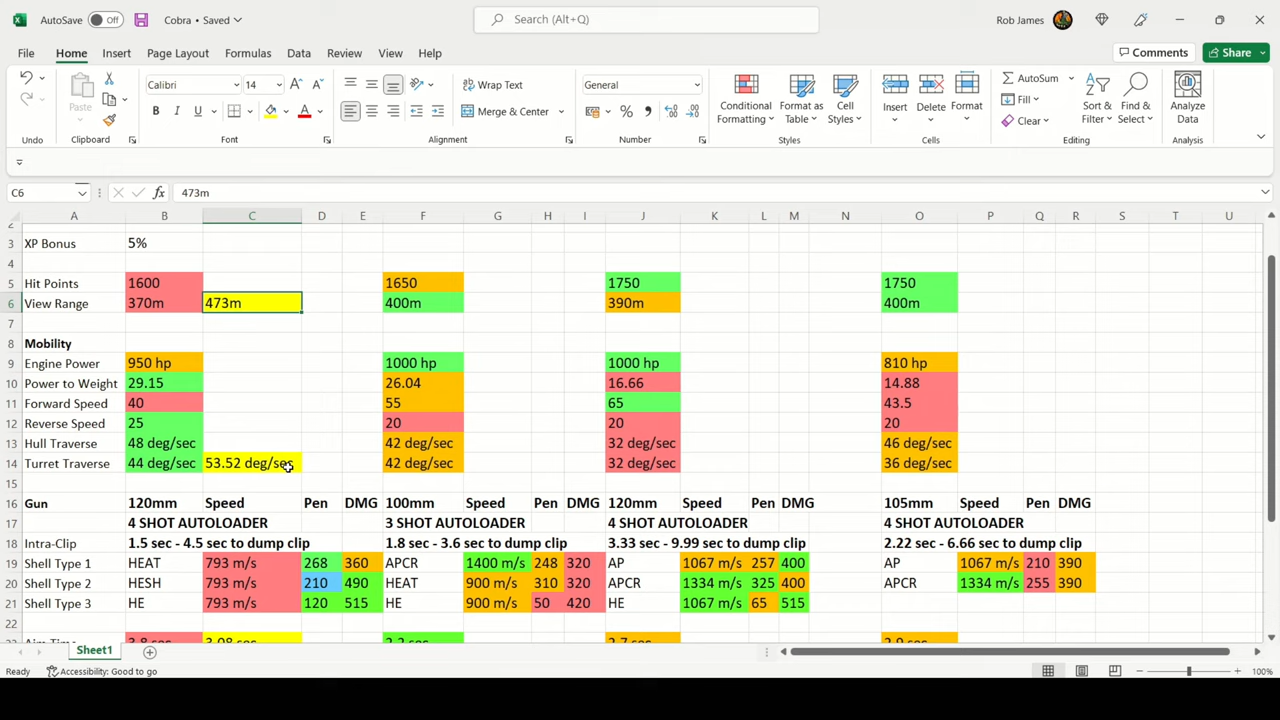 AutoSave Off Cobra • Saved Search (Alt+Q) Rob James
File Home Insert Page Layout Formulas Data Review View Help Comments Share
Calibri 14 Wrap Text General AutoSum
Paste Merge & Center Conditional Formatting Format as Table Cell Styles Insert Delete Format Fill Sort & Filter Find & Select Analyze Data
Clear
Undo Clipboard Font Alignment Number Styles Cells Editing Analysis
C6 fx 473m
A B C D E F G H I J K L M N O P Q R S T U
2
3 XP Bonus 5%
4
5 Hit Points 1600 1650 1750 1750
6 View Range 370m 473m 400m 390m 400m
7
8 Mobility
9 Engine Power 950 hp 1000 hp 1000 hp 810 hp
10 Power to Weight 29.15 26.04 16.66 14.88
11 Forward Speed 40 55 65 43.5
12 Reverse Speed 25 20 20 20
13 Hull Traverse 48 deg/sec 42 deg/sec 32 deg/sec 46 deg/sec
14 Turret Traverse 44 deg/sec 53.52 deg/sec 42 deg/sec 32 deg/sec 36 deg/sec
15
16 Gun 120mm Speed Pen DMG 100mm Speed Pen DMG 120mm Speed Pen DMG 105mm Speed Pen DMG
17 4 SHOT AUTOLOADER 3 SHOT AUTOLOADER 4 SHOT AUTOLOADER 4 SHOT AUTOLOADER
18 Intra-Clip 1.5 sec - 4.5 sec to dump clip 1.8 sec - 3.6 sec to dump clip 3.33 sec - 9.99 sec to dump clip 2.22 sec - 6.66 sec to dump clip
19 Shell Type 1 HEAT 793 m/s 268 360 APCR 1400 m/s 248 320 AP 1067 m/s 257 400 AP 1067 m/s 210 390
20 Shell Type 2 HESH 793 m/s 210 490 HEAT 900 m/s 310 320 APCR 1334 m/s 325 400 APCR 1334 m/s 255 390
21 Shell Type 3 HE 793 m/s 120 515 HE 900 m/s 50 420 HE 1067 m/s 65 515
22
23 Aim Time 3.8 sec 3.08 sec 2.2 sec 2.7 sec 2.9 sec
Sheet1
Ready Accessibility: Good to go 100%